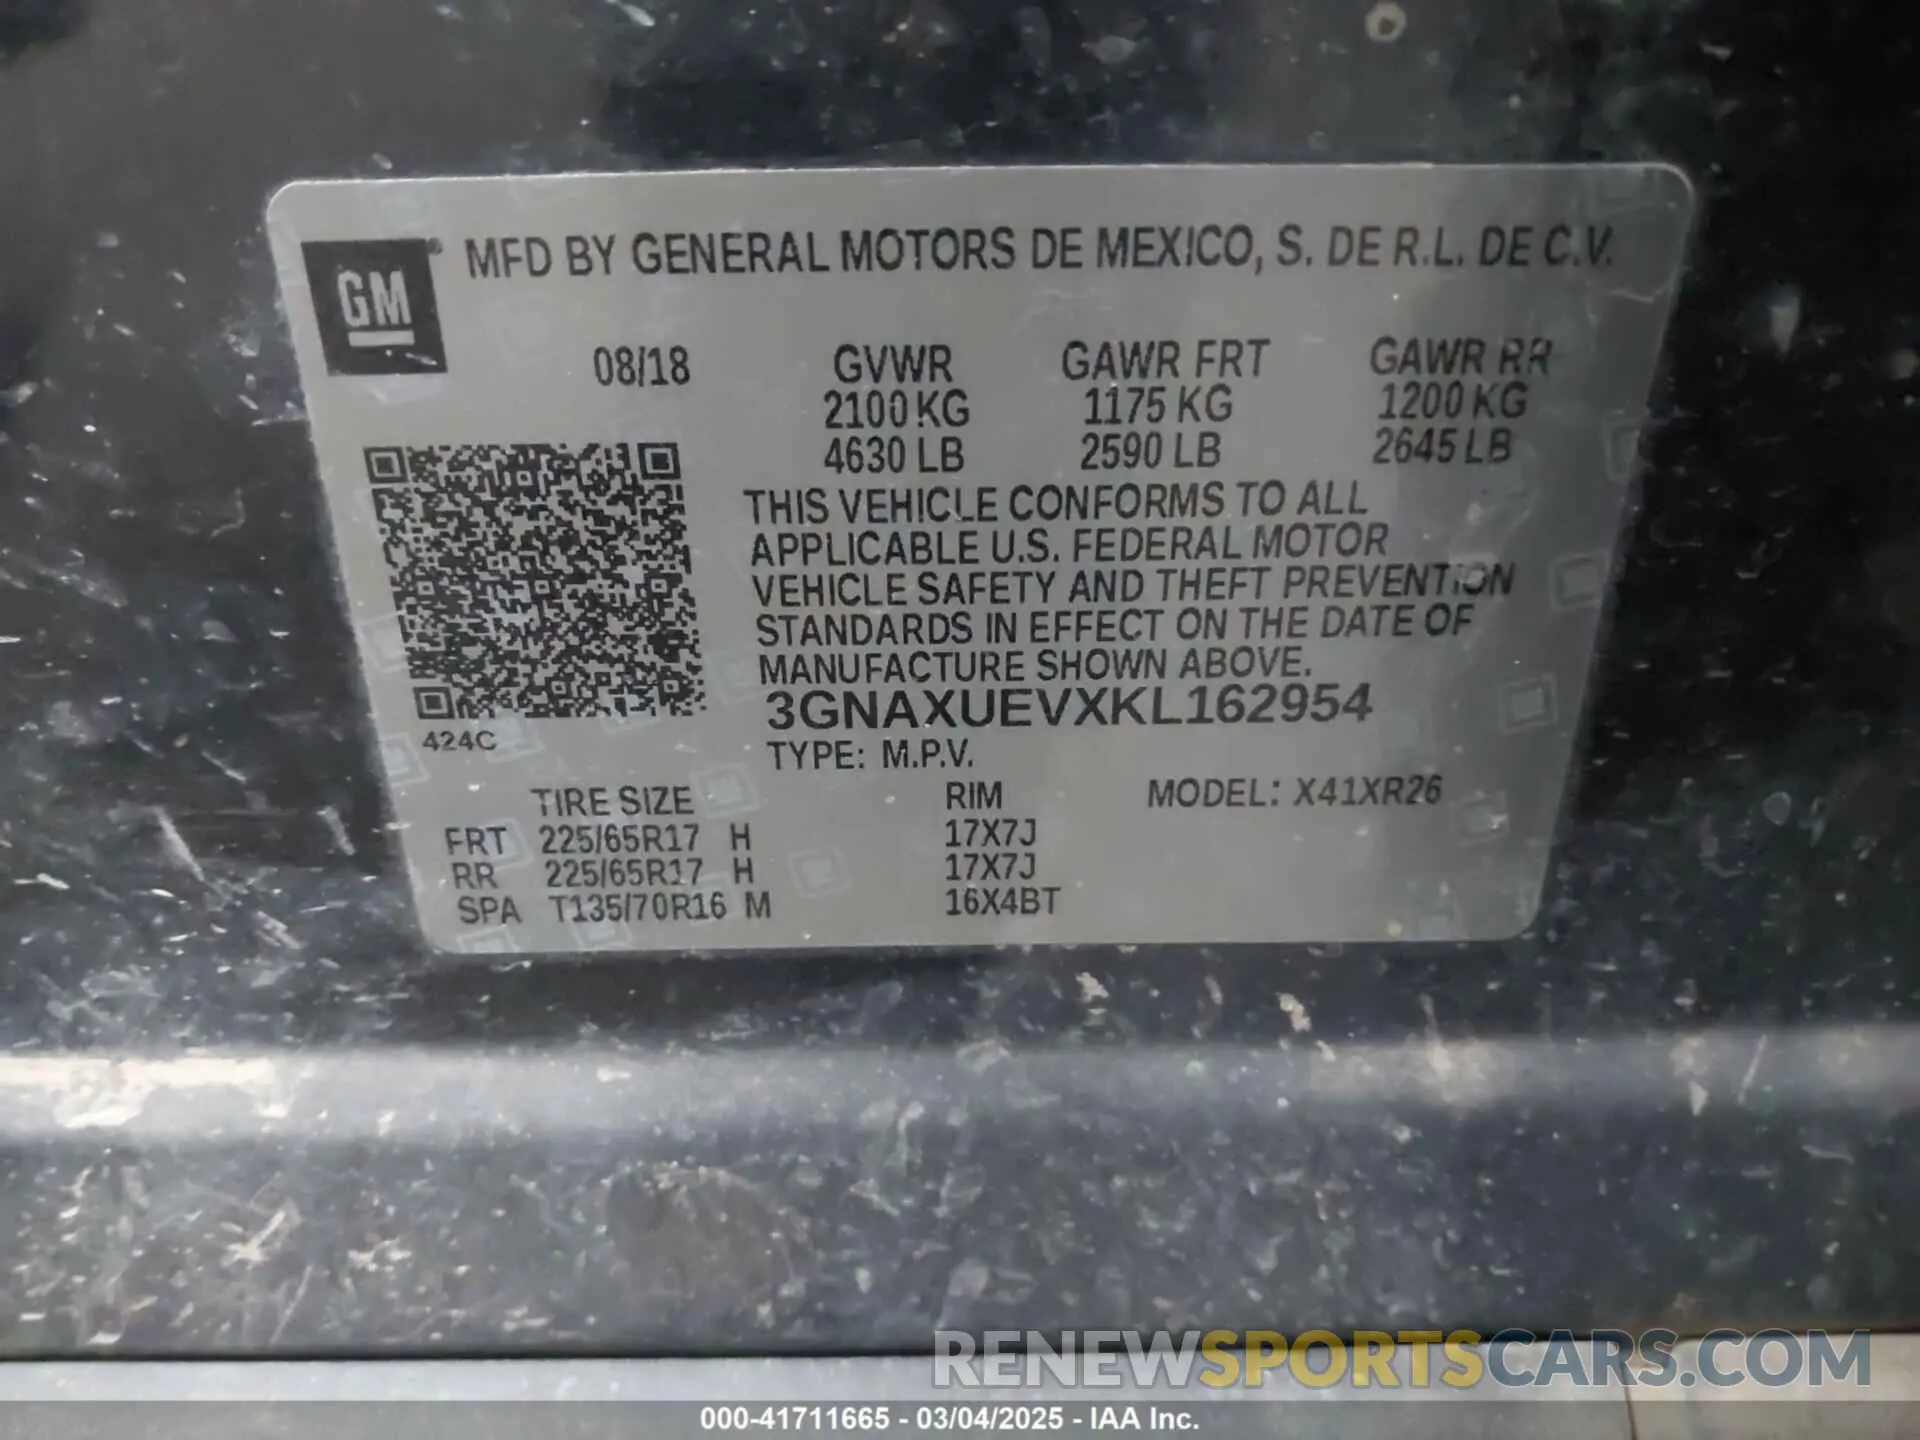 GM®
MFD BY GENERAL MOTORS DE MEXICO, S. DE R.L. DE C.V.
08/18 GVWR GAWR FRT GAWR RR
2100 KG 1175 KG 1200 KG
4630 LB 2590 LB 2645 LB
THIS VEHICLE CONFORMS TO ALL
APPLICABLE U.S. FEDERAL MOTOR
VEHICLE SAFETY AND THEFT PREVENTION
STANDARDS IN EFFECT ON THE DATE OF
MANUFACTURE SHOWN ABOVE.
3GNAXUEVXKL162954
424C
TYPE: M.P.V.
TIRE SIZE RIM MODEL: X41XR26
FRT 225/65R17 H 17X7J
RR 225/65R17 H 17X7J
SPA T135/70R16 M 16X4BT
RENEWSPORTSCARS.COM
000-41711665 - 03/04/2025 - IAA Inc.